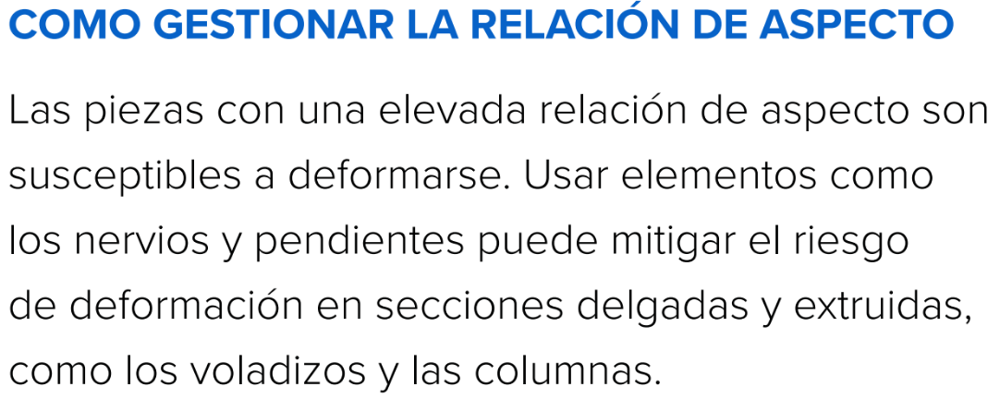 COMO GESTIONAR LA RELACIÓN DE ASPECTO
Las piezas con una elevada relación de aspecto son
susceptibles a deformarse. Usar elementos como
los nervios y pendientes puede mitigar el riesgo
de deformación en secciones delgadas y extruidas,
como los voladizos y las columnas.